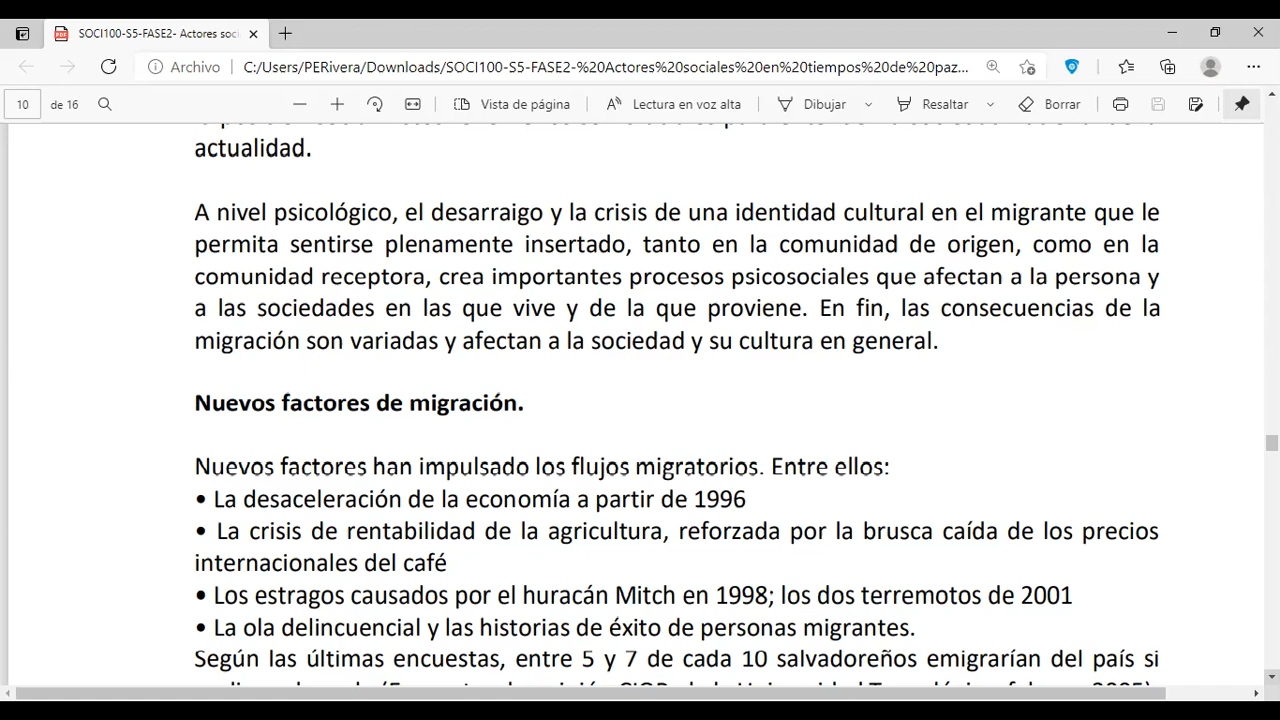 SOCI100-S5-FASE2- Actores soci
Archivo C:/Users/PERivera/Downloads/SOCI100-S5-FASE2-%20Actores%20sociales%20en%20tiempos%20de%20paz...
10 de 16 Vista de página Lectura en voz alta Dibujar Resaltar Borrar
actualidad.
A nivel psicológico, el desarraigo y la crisis de una identidad cultural en el migrante que le
permita sentirse plenamente insertado, tanto en la comunidad de origen, como en la
comunidad receptora, crea importantes procesos psicosociales que afectan a la persona y
a las sociedades en las que vive y de la que proviene. En fin, las consecuencias de la
migración son variadas y afectan a la sociedad y su cultura en general.
Nuevos factores de migración.
Nuevos factores han impulsado los flujos migratorios. Entre ellos:
• La desaceleración de la economía a partir de 1996
• La crisis de rentabilidad de la agricultura, reforzada por la brusca caída de los precios
internacionales del café
• Los estragos causados por el huracán Mitch en 1998; los dos terremotos de 2001
• La ola delincuencial y las historias de éxito de personas migrantes.
Según las últimas encuestas, entre 5 y 7 de cada 10 salvadoreños emigrarían del país si